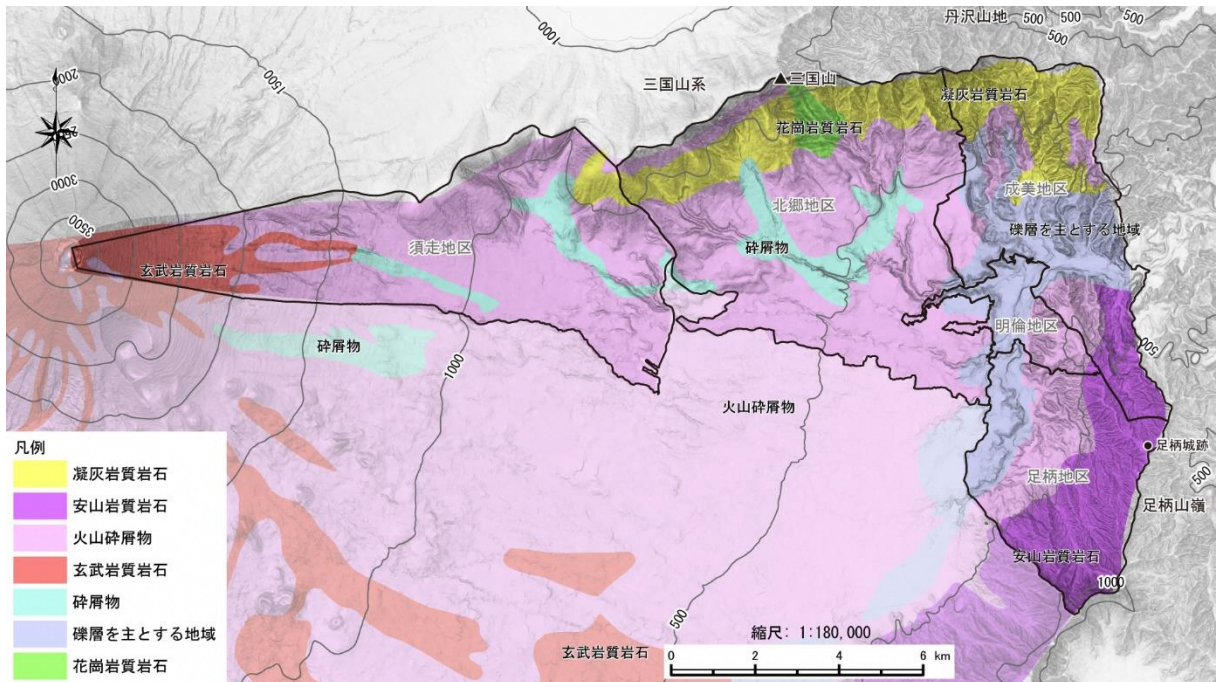 丹沢山地
500
500
500
500
1000
1500
2000
三国山系
三国山
凝灰岩質岩石
花崗岩質岩石
3000
3500
成美地区
北郷地区
礫層を主とする地域
須走地区
砕屑物
玄武岩質岩石
明倫地区
500
砕屑物
1000
火山砕屑物
足柄城跡
500
足柄地区
足柄山嶺
安山岩質岩石
1000
500
玄武岩質岩石
凡例
凝灰岩質岩石
安山岩質岩石
火山砕屑物
玄武岩質岩石
砕屑物
礫層を主とする地域
花崗岩質岩石
縮尺: 1:180,000
0 2 4 6 km